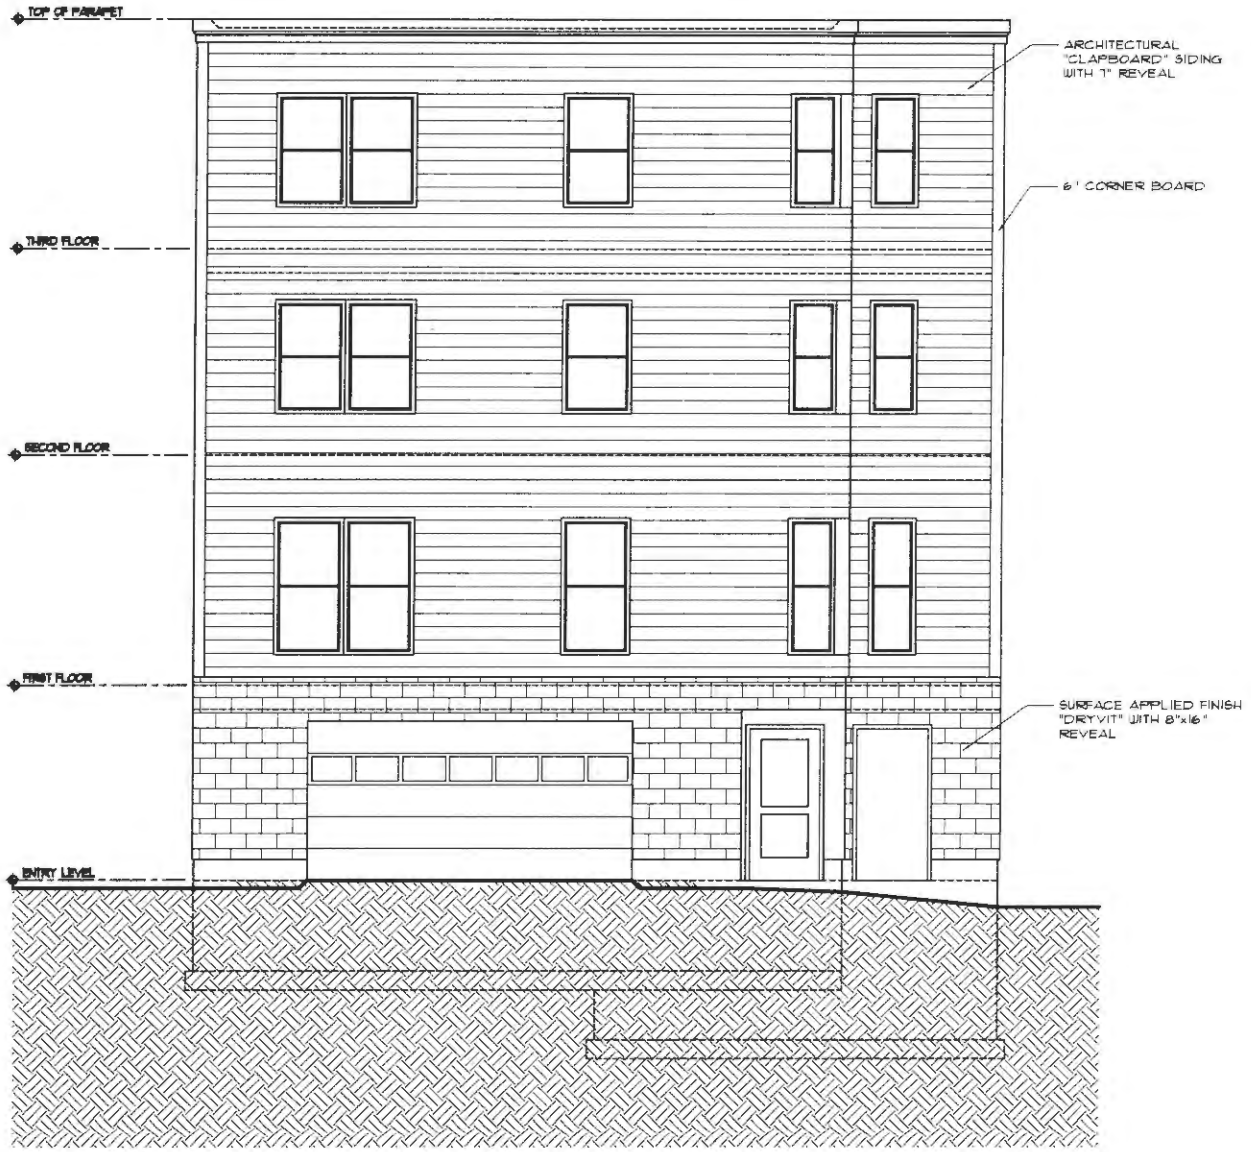 TOP OF PARAPET
ARCHITECTURAL
"CLAPBOARD" SIDING
WITH 7" REVEAL
6" CORNER BOARD
THIRD FLOOR
SECOND FLOOR
FIRST FLOOR
SURFACE APPLIED FINISH
"DRYVIT" WITH 8"x16"
REVEAL
ENTRY LEVEL